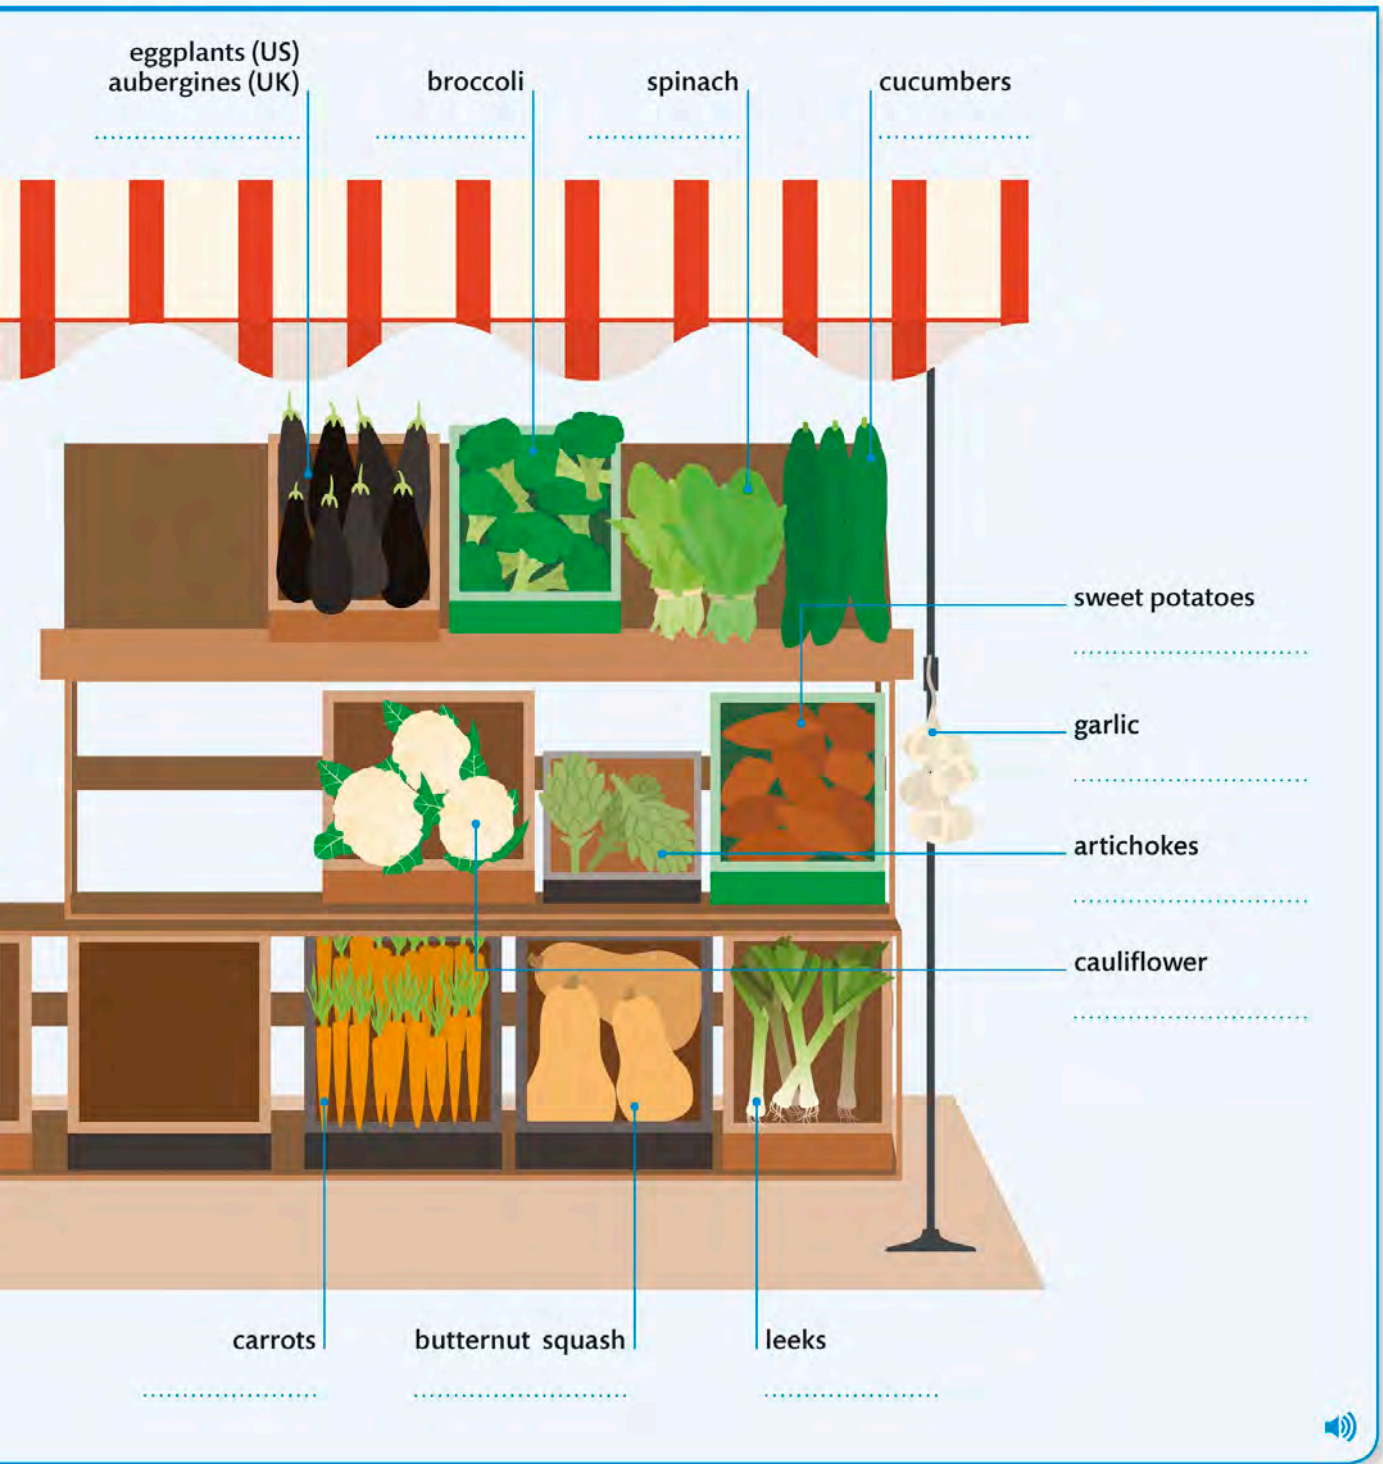 eggplants (US)
aubergines (UK)
broccoli
spinach
cucumbers
sweet potatoes
garlic
artichokes
cauliflower
carrots
butternut squash
leeks